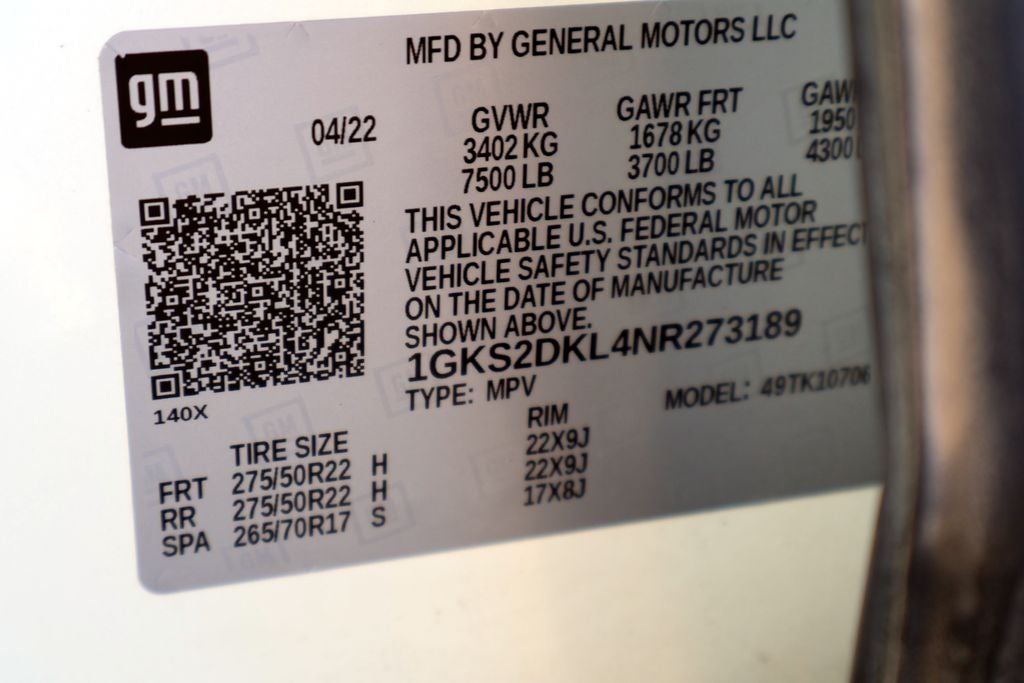 gm
MFD BY GENERAL MOTORS LLC
04/22
GVWR GAWR FRT GAW
3402 KG 1678 KG 1950
7500 LB 3700 LB 4300
THIS VEHICLE CONFORMS TO ALL
APPLICABLE U.S. FEDERAL MOTOR
VEHICLE SAFETY STANDARDS IN EFFECT
ON THE DATE OF MANUFACTURE
SHOWN ABOVE.
1GKS2DKL4NR273189
TYPE: MPV MODEL: 49TK10706
140X
TIRE SIZE RIM
FRT 275/50R22 H 22X9J
RR 275/50R22 H 22X9J
SPA 265/70R17 S 17X8J